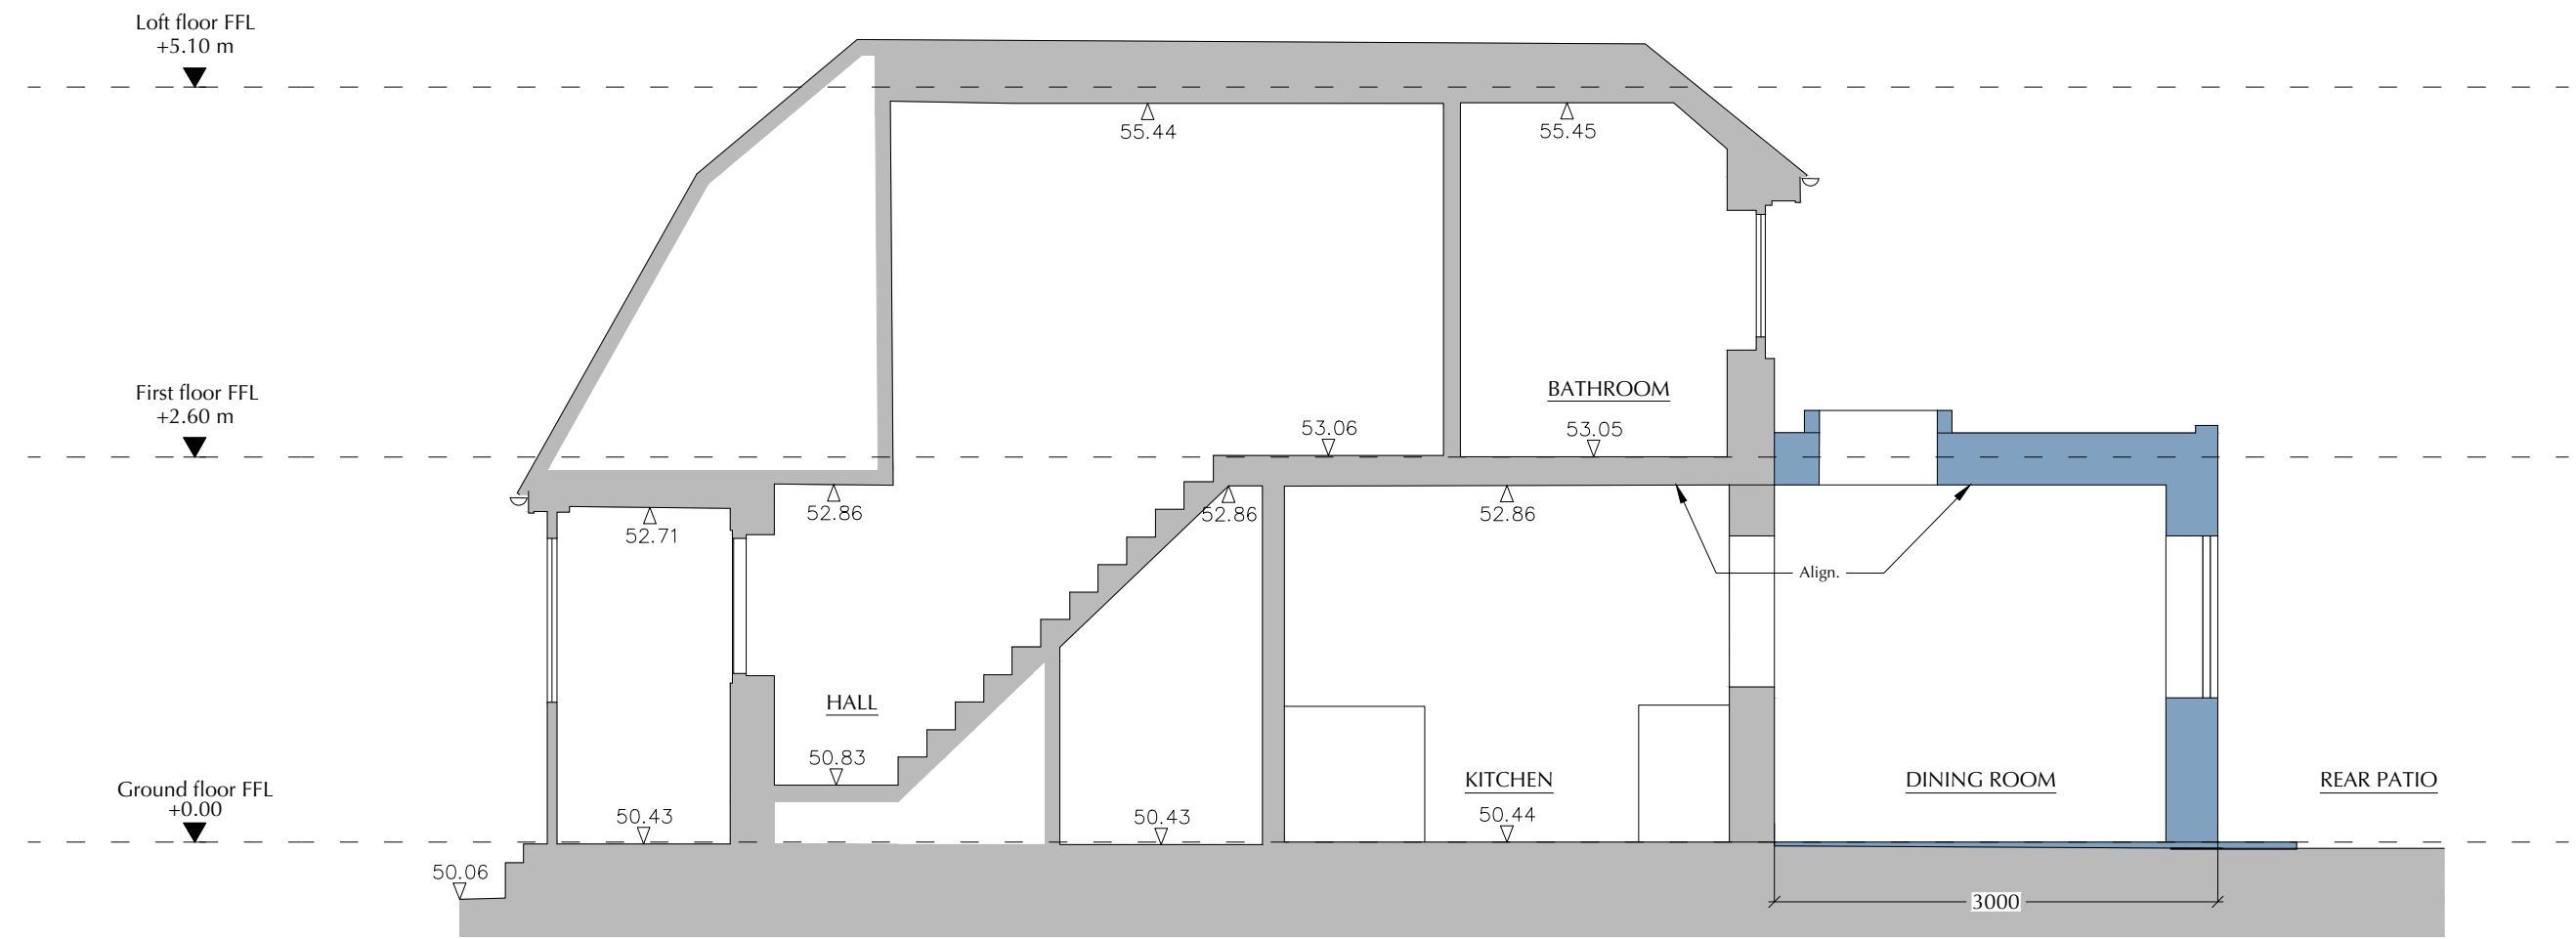 Loft floor FFL
+5.10 m
55.44
55.45
First floor FFL
+2.60 m
BATHROOM
53.06
53.05
52.86
52.86
52.86
52.71
Align.
HALL
50.83
Ground floor FFL
+0.00
KITCHEN
DINING ROOM
REAR PATIO
50.43
50.43
50.44
50.06
3000